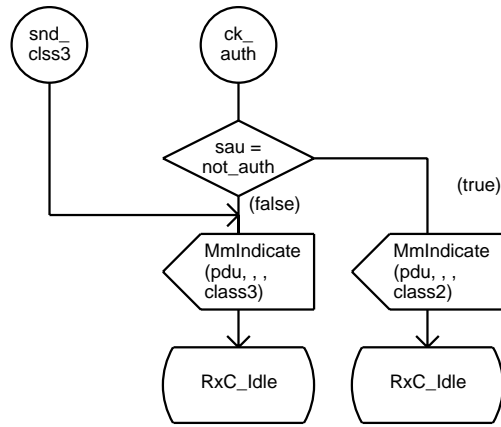 snd_
clss3
ck_
auth
sau =
not_auth
(false)
(true)
MmIndicate
(pdu, , ,
class3)
MmIndicate
(pdu, , ,
class2)
RxC_Idle
RxC_Idle